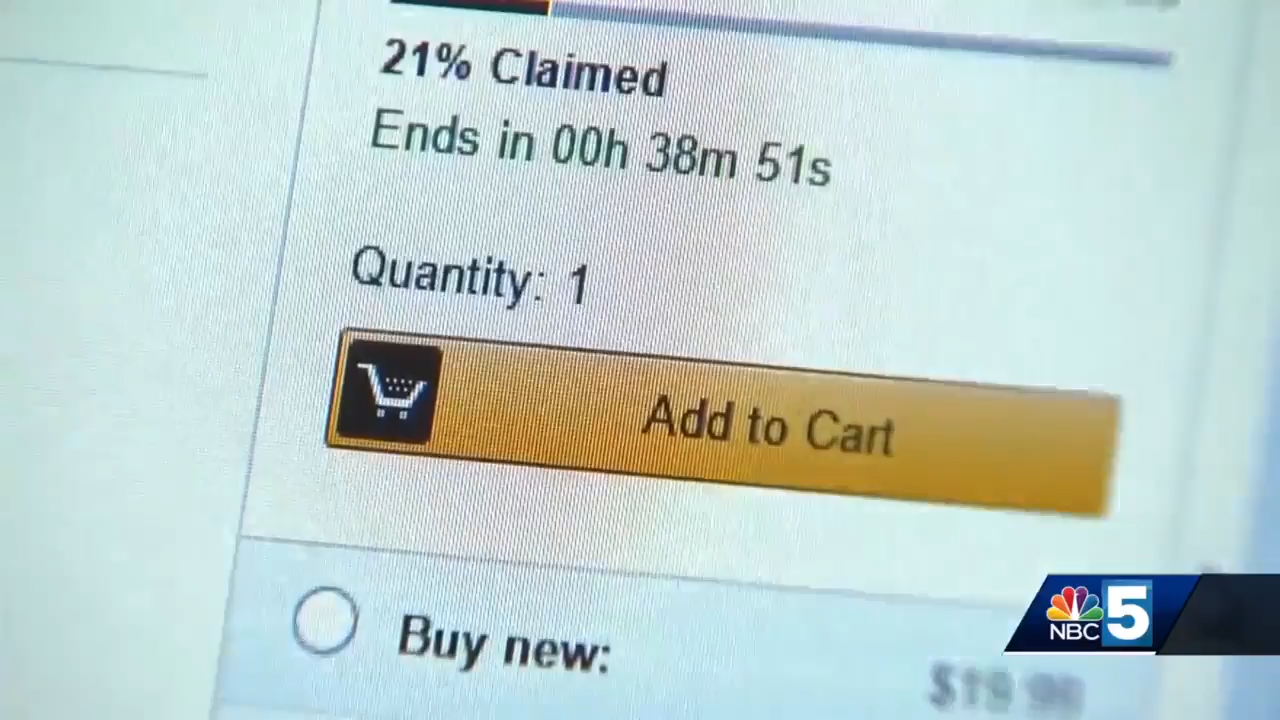 21% Claimed
Ends in 00h 38m 51s
Quantity: 1
Add to Cart
Buy new:
NBC 5